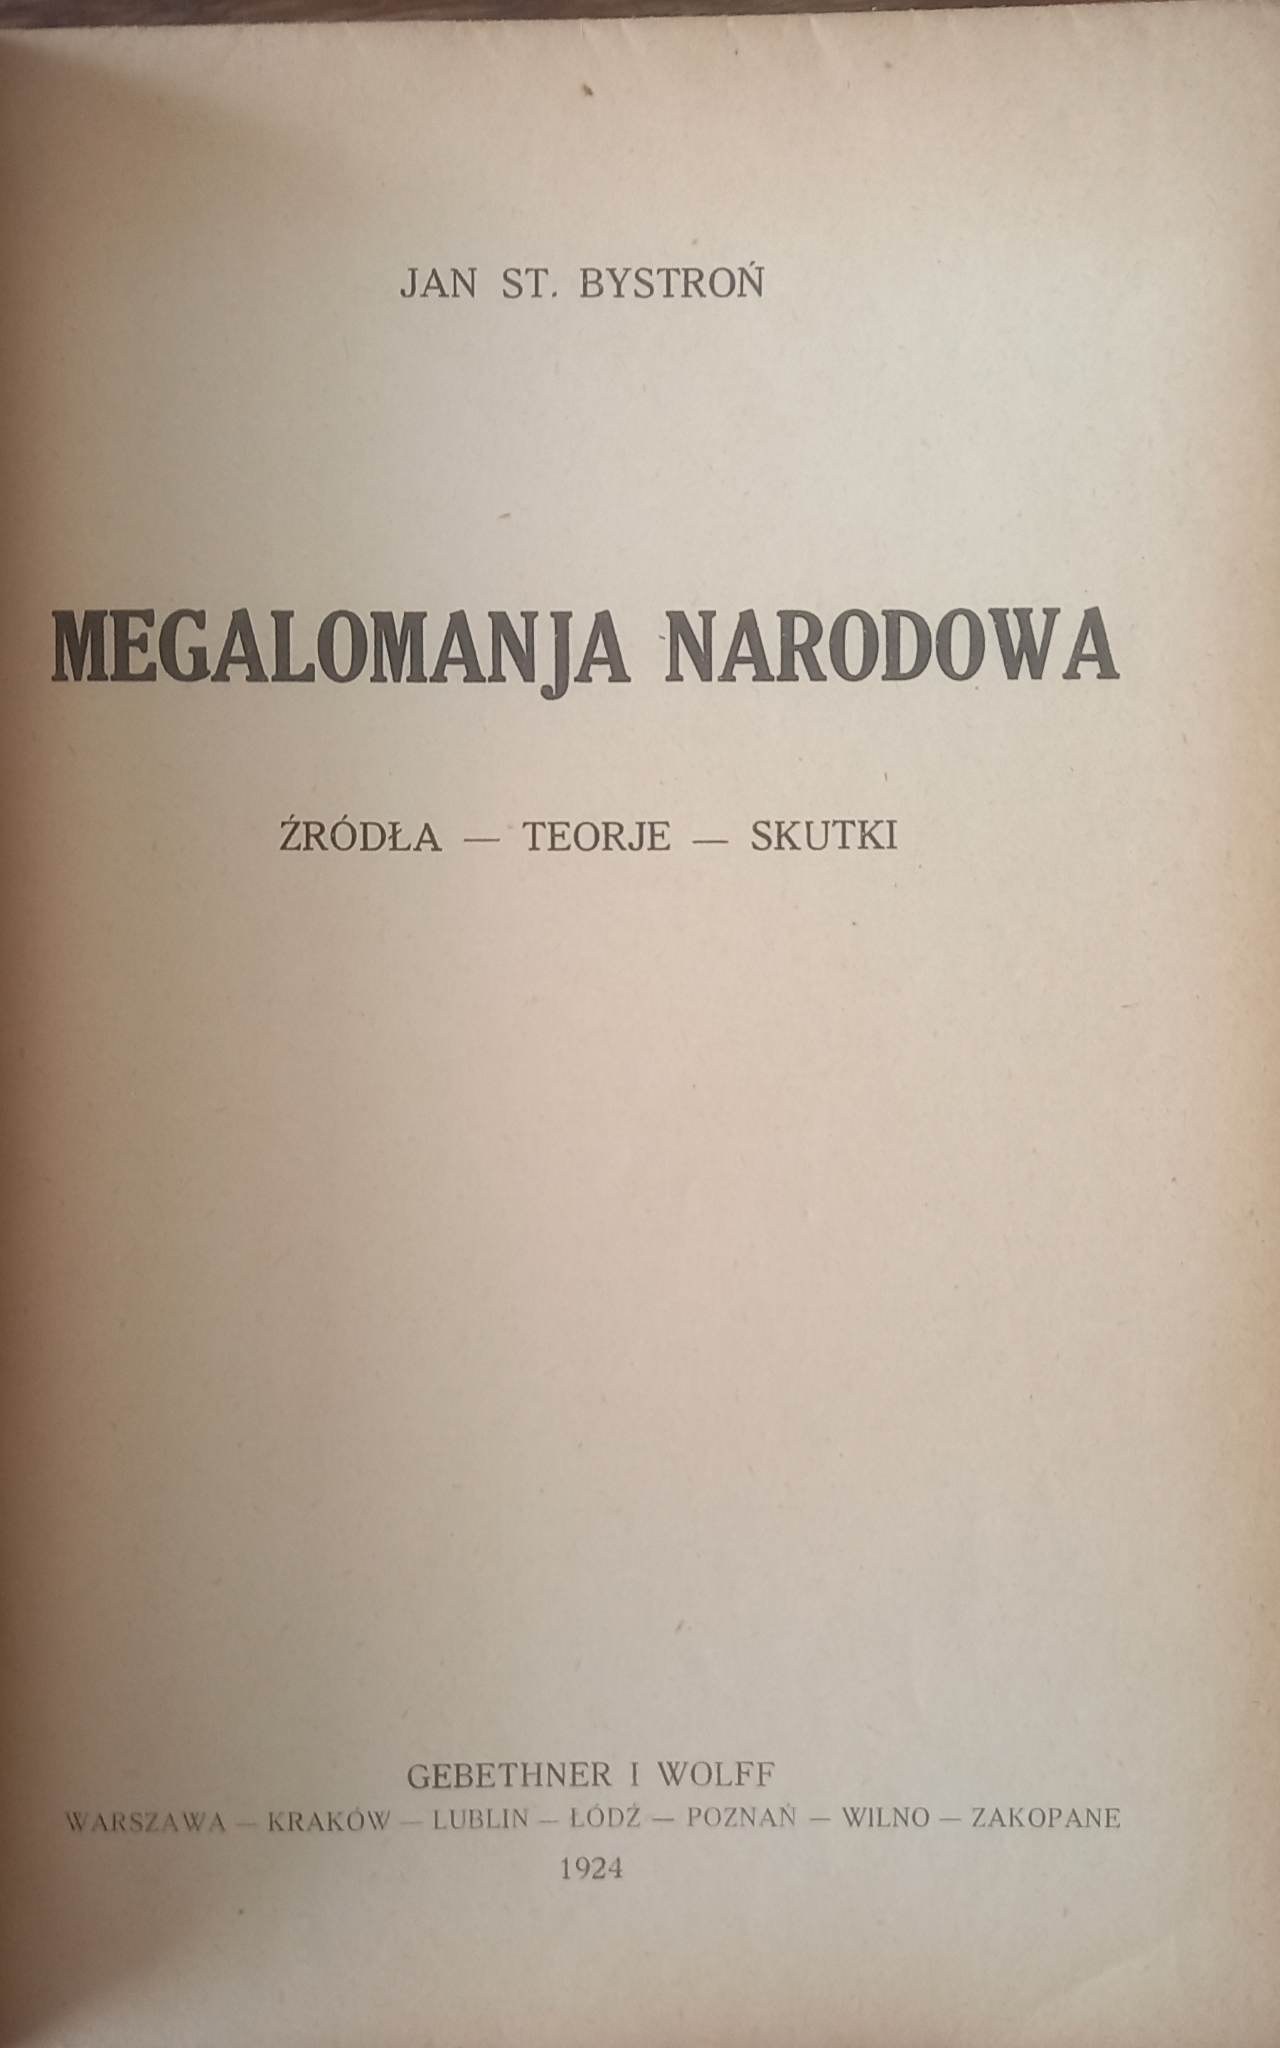 JAN ST. BYSTROŃ
MEGALOMANJA NARODOWA
ŹRÓDŁA — TEORJE — SKUTKI
GEBETHNER I WOLFF
WARSZAWA — KRAKÓW — LUBLIN — ŁÓDŹ — POZNAŃ — WILNO — ZAKOPANE
1924